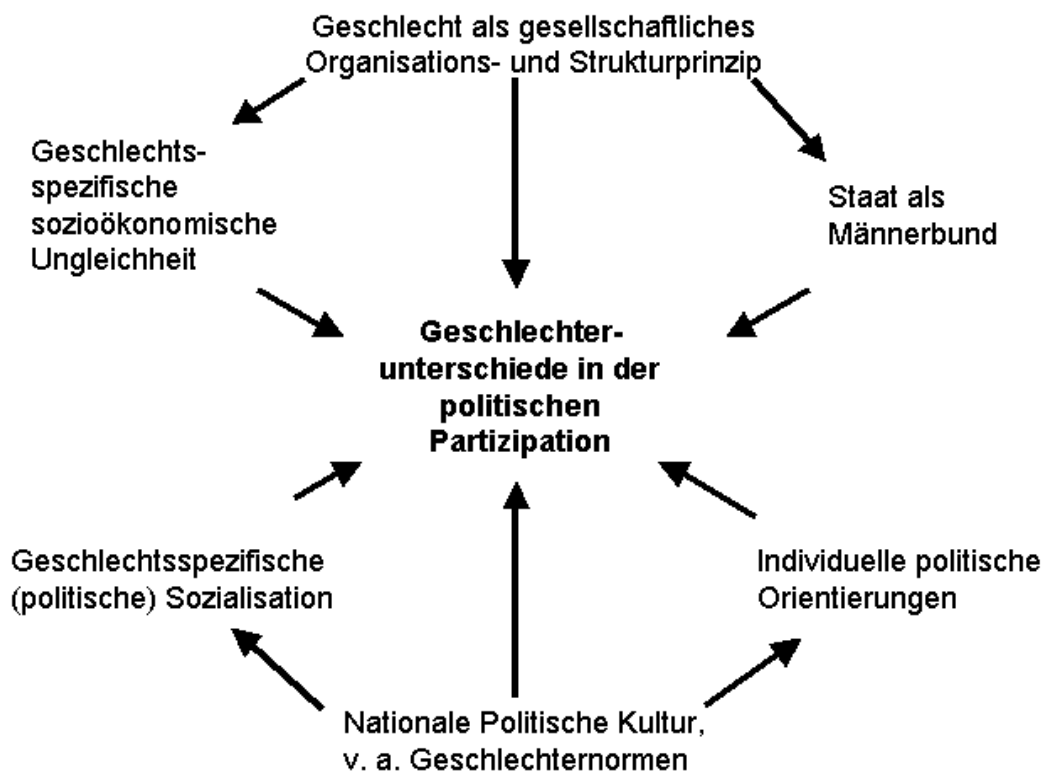 Geschlecht als gesellschaftliches
Organisations- und Strukturprinzip
Geschlechts-
spezifische
sozioökonomische
Ungleichheit
Staat als
Männerbund
Geschlechter-
unterschiede in der
politischen
Partizipation
Geschlechtsspezifische
(politische) Sozialisation
Individuelle politische
Orientierungen
Nationale Politische Kultur,
v. a. Geschlechternormen